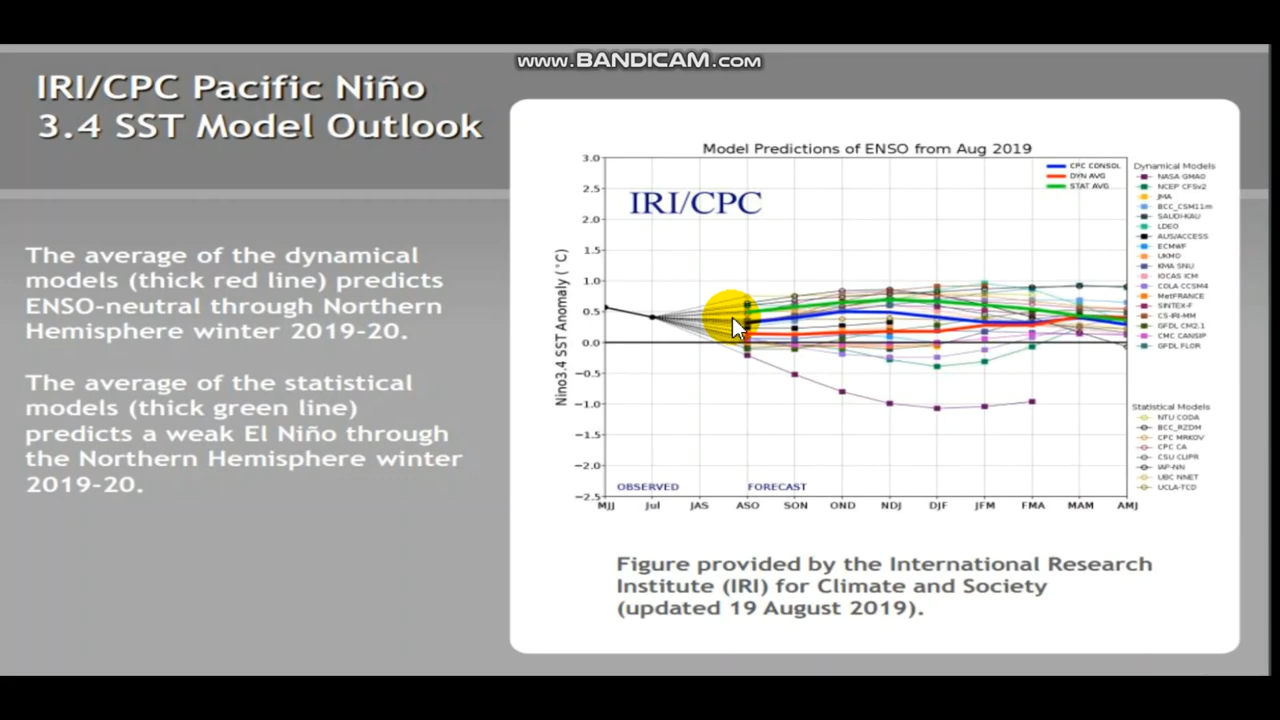 www.BANDICAM.com
IRI/CPC Pacific Niño
3.4 SST Model Outlook
The average of the dynamical
models (thick red line) predicts
ENSO-neutral through Northern
Hemisphere winter 2019-20.
The average of the statistical
models (thick green line)
predicts a weak El Niño through
the Northern Hemisphere winter
2019-20.
Model Predictions of ENSO from Aug 2019
IRI/CPC
CPC CONSOL
DYN AVG
STAT AVG
Nino3.4 SST Anomaly (°C)
3.0
2.5
2.0
1.5
1.0
0.5
0.0
−0.5
−1.0
−1.5
−2.0
−2.5
OBSERVED
FORECAST
MJJ Jul JAS ASO SON OND NDJ DJF JFM FMA MAM AMJ
Dynamical Models
NASA GMAO
NCEP CFSv2
JMA
BCC_CSM11m
SAUDI-KAU
LDEO
AUS/ACCESS
ECMWF
UKMO
KMA SNU
IOCAS ICM
COLA CCSM4
MetFRANCE
SINTEX-F
CS-IRI-MM
GFDL CM2.1
CMC CANSIP
GFDL FLOR
Statistical Models
NTU CODA
BCC_RZDM
CPC MRKOV
CPC CA
CSU CLIPR
IAP-NN
UBC NNET
UCLA-TCD
Figure provided by the International Research
Institute (IRI) for Climate and Society
(updated 19 August 2019).